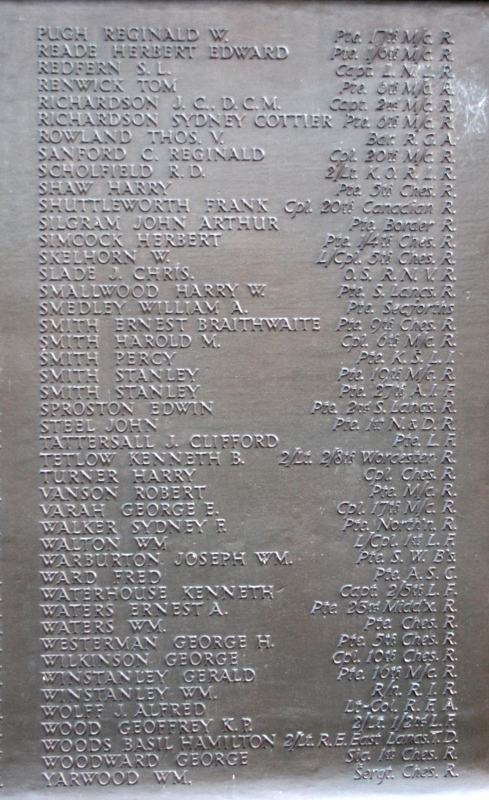 PUGH REGINALD W. Pte. 17th M/c. R.
READE HERBERT EDWARD Pte. 1/6th M/c. R.
REDFERN S. L. Capt. L. N. L. R.
RENWICK TOM Pte. 6th M/c. R.
RICHARDSON J. C., D. C. M. Capt. 2nd M/c. R.
RICHARDSON SYDNEY COTTIER Pte. 6th M/c. R.
ROWLAND THOS. V. Bdr. R. G. A.
SANFORD C. REGINALD Cpl. 20th M/c. R.
SCHOLFIELD R. D. 2/Lt. K. O. R. L. R.
SHAW HARRY Pte. 5th Ches. R.
SHUTTLEWORTH FRANK Cpl. 20th Canadian R.
SILGRAM JOHN ARTHUR Pte. Border R.
SIMCOCK HERBERT Pte. 1/4th Ches. R.
SKELHORN W. L/Cpl. 5th Ches. R.
SLADE J. CHRIS. O.S. R. N. V. R.
SMALLWOOD HARRY W. Pte. S. Lancs. R.
SMEDLEY WILLIAM A. Pte. Seaforths
SMITH ERNEST BRAITHWAITE Pte. 9th Ches. R.
SMITH HAROLD M. Cpl. 6th M/c. R.
SMITH PERCY Pte. K. S. L. I.
SMITH STANLEY Pte. 19th M/c. R.
SMITH STANLEY Pte. 27th A. I. F.
SPROSTON EDWIN Pte. 2nd S. Lancs. R.
STEEL JOHN Pte. 1st N. & D. R.
TATTERSALL J. CLIFFORD Pte. L. F.
TETLOW KENNETH B. 2/Lt. 2/8th Worcester R.
TURNER HARRY Cpl. Ches. R.
VANSON ROBERT Pte. M/c. R.
VARAH GEORGE E. Cpl. 17th M/c. R.
WALKER SYDNEY F. Pte. North'n. R.
WALTON WM. L/Cpl. 1st L. F.
WARBURTON JOSEPH WM. Pte. S. W. B's
WARD FRED Pte. A. S. C.
WATERHOUSE KENNETH Capt. 2/5th L. F.
WATERS ERNEST A. Pte. 23rd Midd'x. R.
WATERS WM. Pte. Ches. R.
WESTERMAN GEORGE H. Pte. 5th Ches. R.
WILKINSON GEORGE Col. 10th Ches. R.
WINSTANLEY GERALD Pte. 16th M/c. R.
WINSTANLEY WM. R/n. R. I. R.
WOLFF J. ALFRED Lt-Col. R. F. A.
WOOD GEOFFREY K. P. 2/Lt. 1/2nd L. F.
WOODS BASIL HAMILTON 2/Lt. R. E. East Lancs. T. D.
WOODWARD GEORGE Sig. 1st Ches. R.
YARWOOD WM. Sergt. Ches. R.